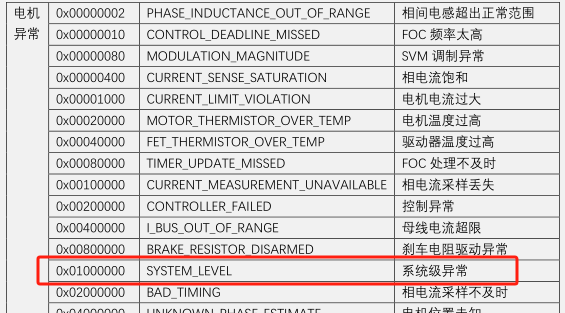 电机 0x00000002 PHASE_INDUCTANCE_OUT_OF_RANGE 相间电感超出正常范围
异常 0x00000010 CONTROL_DEADLINE_MISSED FOC 频率太高
0x00000080 MODULATION_MAGNITUDE SVM 调制异常
0x00000400 CURRENT_SENSE_SATURATION 相电流饱和
0x00001000 CURRENT_LIMIT_VIOLATION 电机电流过大
0x00020000 MOTOR_THERMISTOR_OVER_TEMP 电机温度过高
0x00040000 FET_THERMISTOR_OVER_TEMP 驱动器温度过高
0x00080000 TIMER_UPDATE_MISSED FOC 处理不及时
0x00100000 CURRENT_MEASUREMENT_UNAVAILABLE 相电流采样丢失
0x00200000 CONTROLLER_FAILED 控制异常
0x00400000 I_BUS_OUT_OF_RANGE 母线电流超限
0x00800000 BRAKE_RESISTOR_DISARMED 刹车电阻驱动异常
0x01000000 SYSTEM_LEVEL 系统级异常
0x02000000 BAD_TIMING 相电流采样不及时
0x04000000 UNKNOWN_PHASE_ESTIMATE 电机位置未知